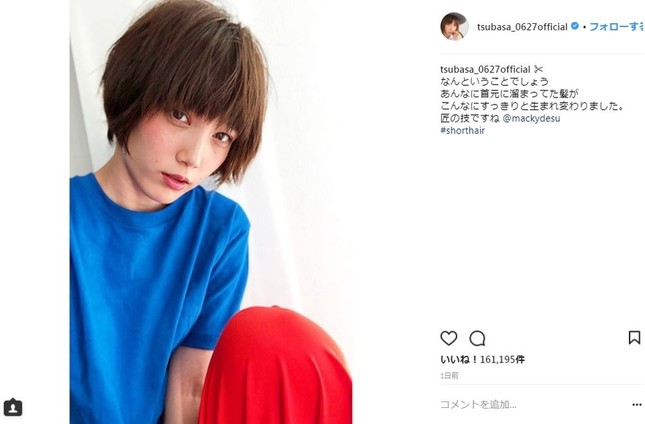 tsubasa_0627official • フォローする
tsubasa_0627official ✂
なんということでしょう
あんなに首元に溜まってた髪が
こんなにすっきりと生まれ変わりました。
匠の技ですね @mackydesu
#shorthair
いいね！161,195件
1日前
コメントを追加...